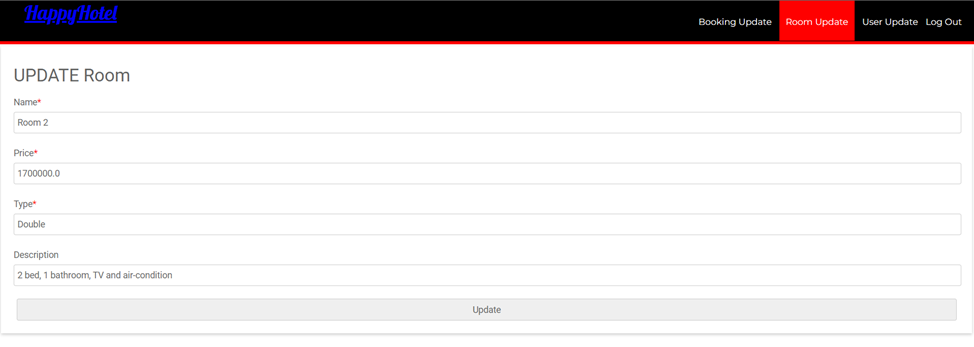 HappyHotel
Booking Update Room Update User Update Log Out
UPDATE Room
Name*
Room 2
Price*
1700000.0
Type*
Double
Description
2 bed, 1 bathroom, TV and air-condition
Update